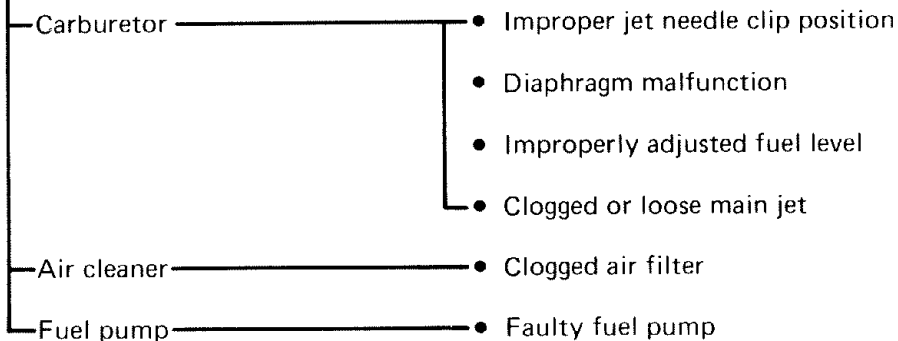 Carburetor • Improper jet needle clip position
• Diaphragm malfunction
• Improperly adjusted fuel level
• Clogged or loose main jet
Air cleaner • Clogged air filter
Fuel pump • Faulty fuel pump